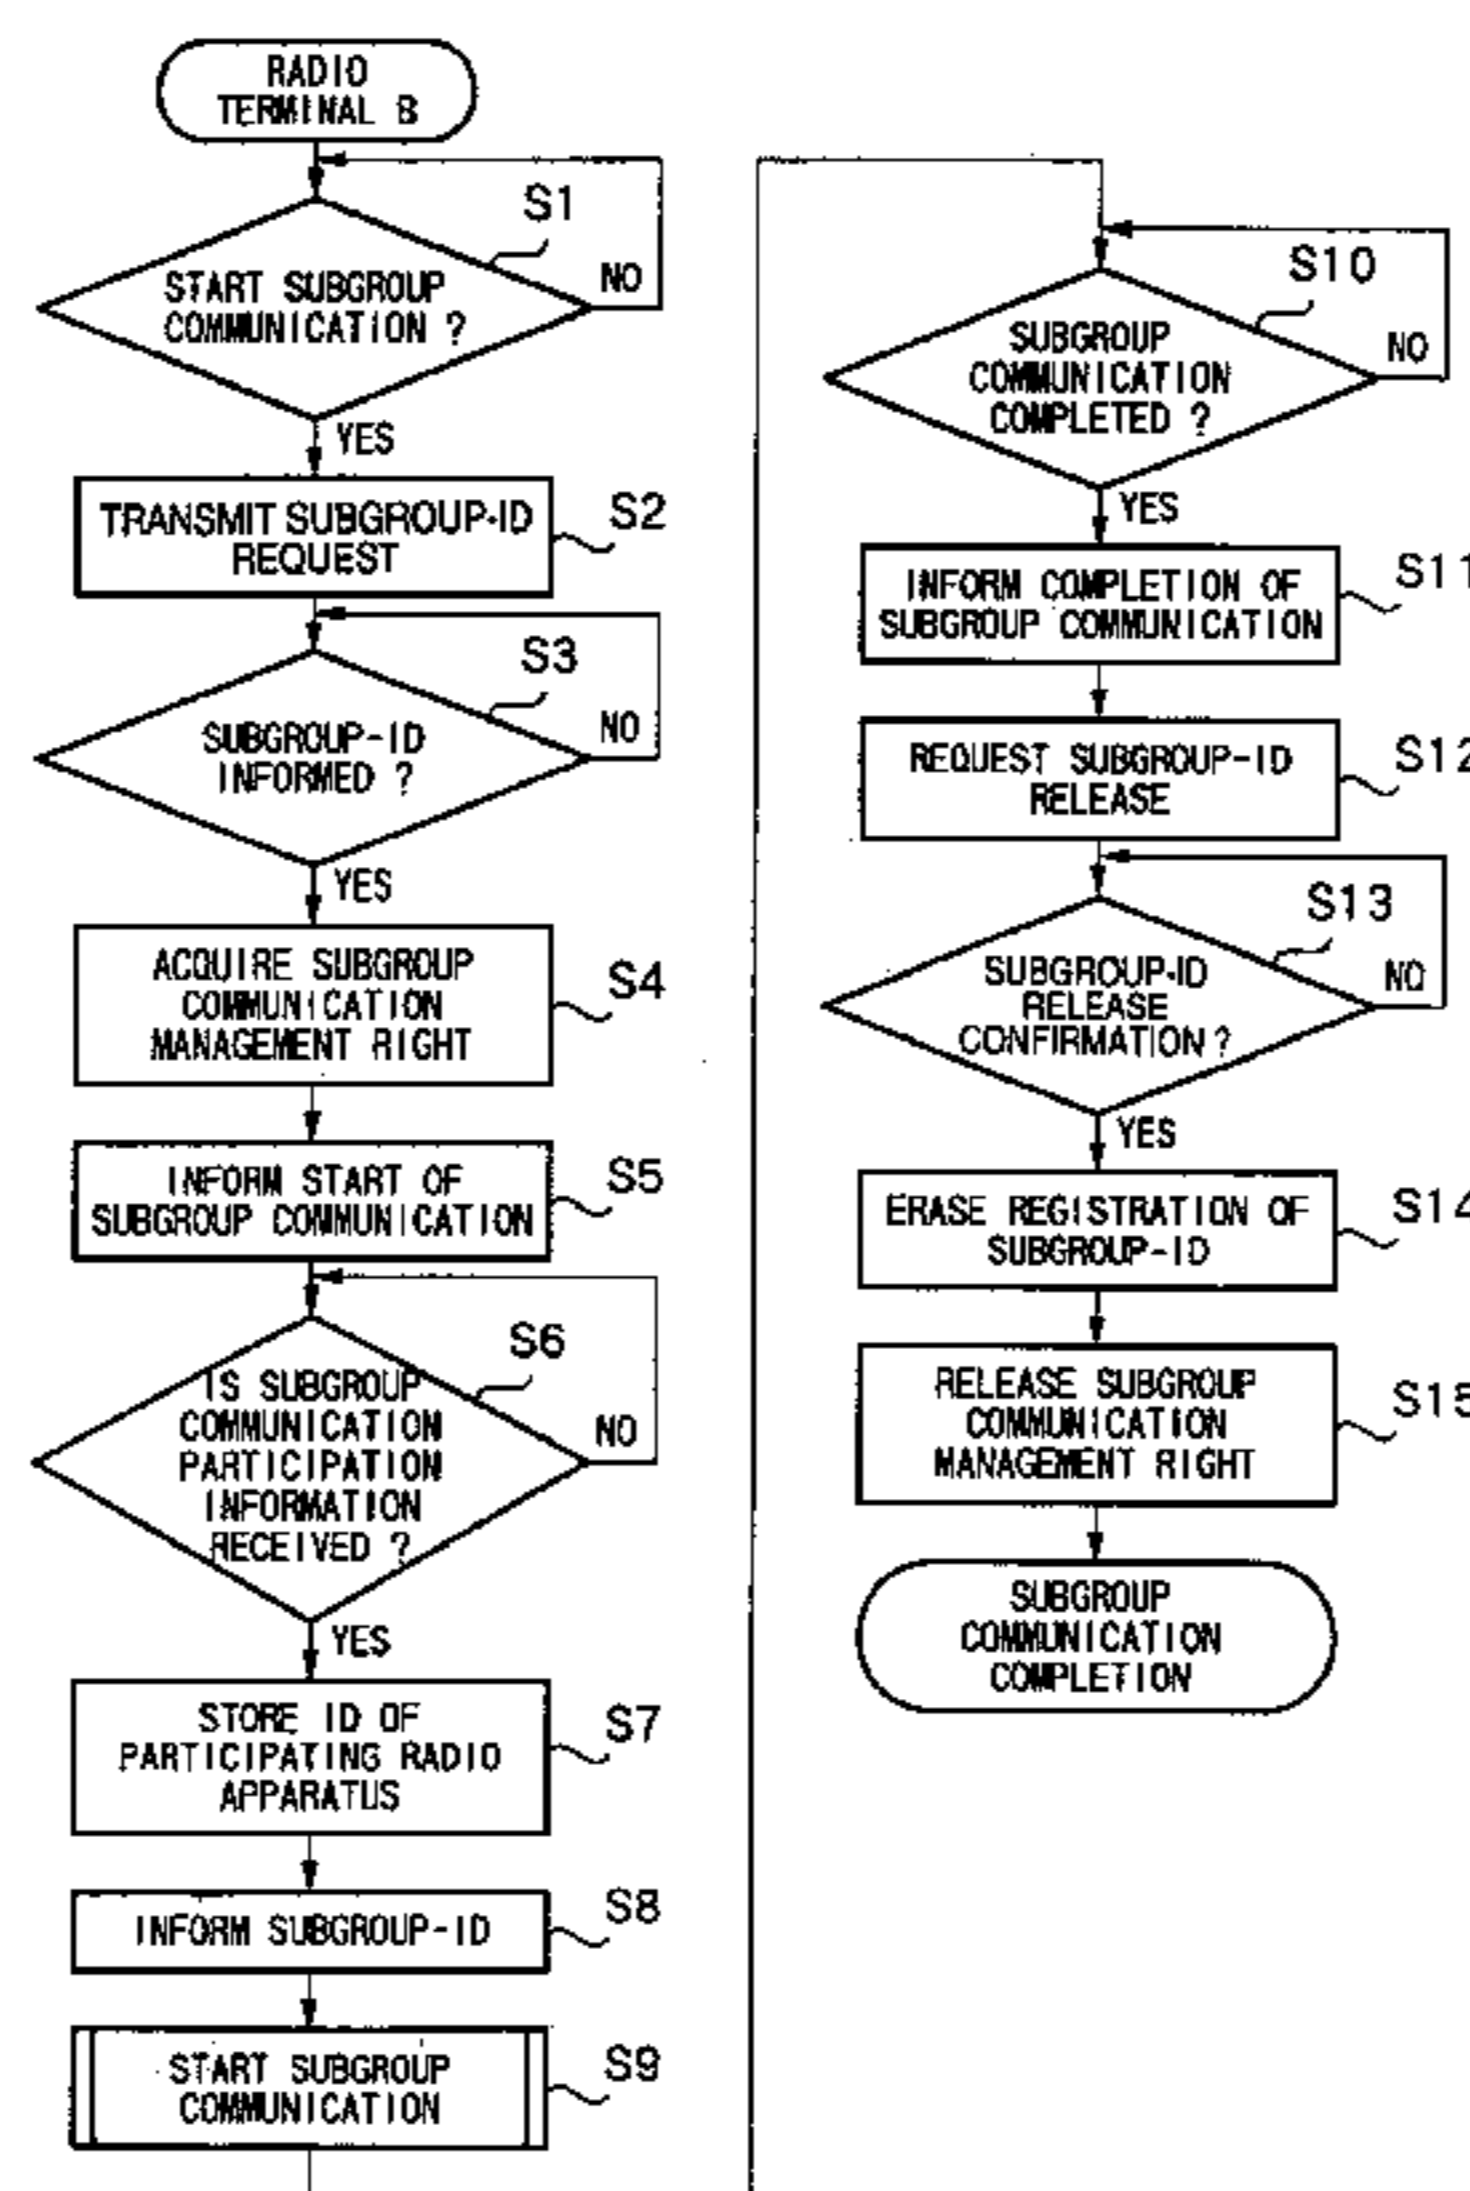 RADIO
TERMINAL B
S1
START SUBGROUP
COMMUNICATION ?
NO
YES
TRANSMIT SUBGROUP-ID
REQUEST
S2
S3
SUBGROUP-ID
INFORMED ?
NO
YES
ACQUIRE SUBGROUP
COMMUNICATION
MANAGEMENT RIGHT
S4
INFORM START OF
SUBGROUP COMMUNICATION
S5
S6
IS SUBGROUP
COMMUNICATION
PARTICIPATION
INFORMATION
RECEIVED ?
NO
YES
STORE ID OF
PARTICIPATING RADIO
APPARATUS
S7
INFORM SUBGROUP-ID
S8
START SUBGROUP
COMMUNICATION
S9
S10
SUBGROUP
COMMUNICATION
COMPLETED ?
NO
YES
INFORM COMPLETION OF
SUBGROUP COMMUNICATION
S11
REQUEST SUBGROUP-ID
RELEASE
S12
S13
SUBGROUP-ID
RELEASE
CONFIRMATION ?
NO
YES
ERASE REGISTRATION OF
SUBGROUP-ID
S14
RELEASE SUBGROUP
COMMUNICATION
MANAGEMENT RIGHT
S15
SUBGROUP
COMMUNICATION
COMPLETION